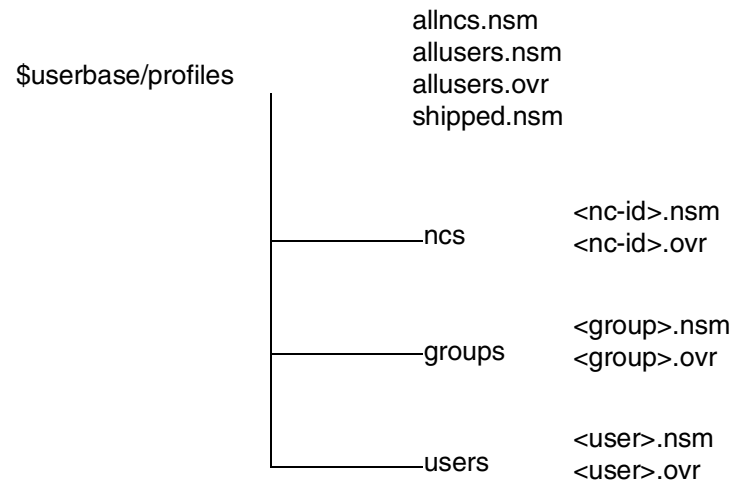 $userbase/profiles
allncs.nsm
allusers.nsm
allusers.ovr
shipped.nsm
ncs
<nc-id>.nsm
<nc-id>.ovr
groups
<group>.nsm
<group>.ovr
users
<user>.nsm
<user>.ovr